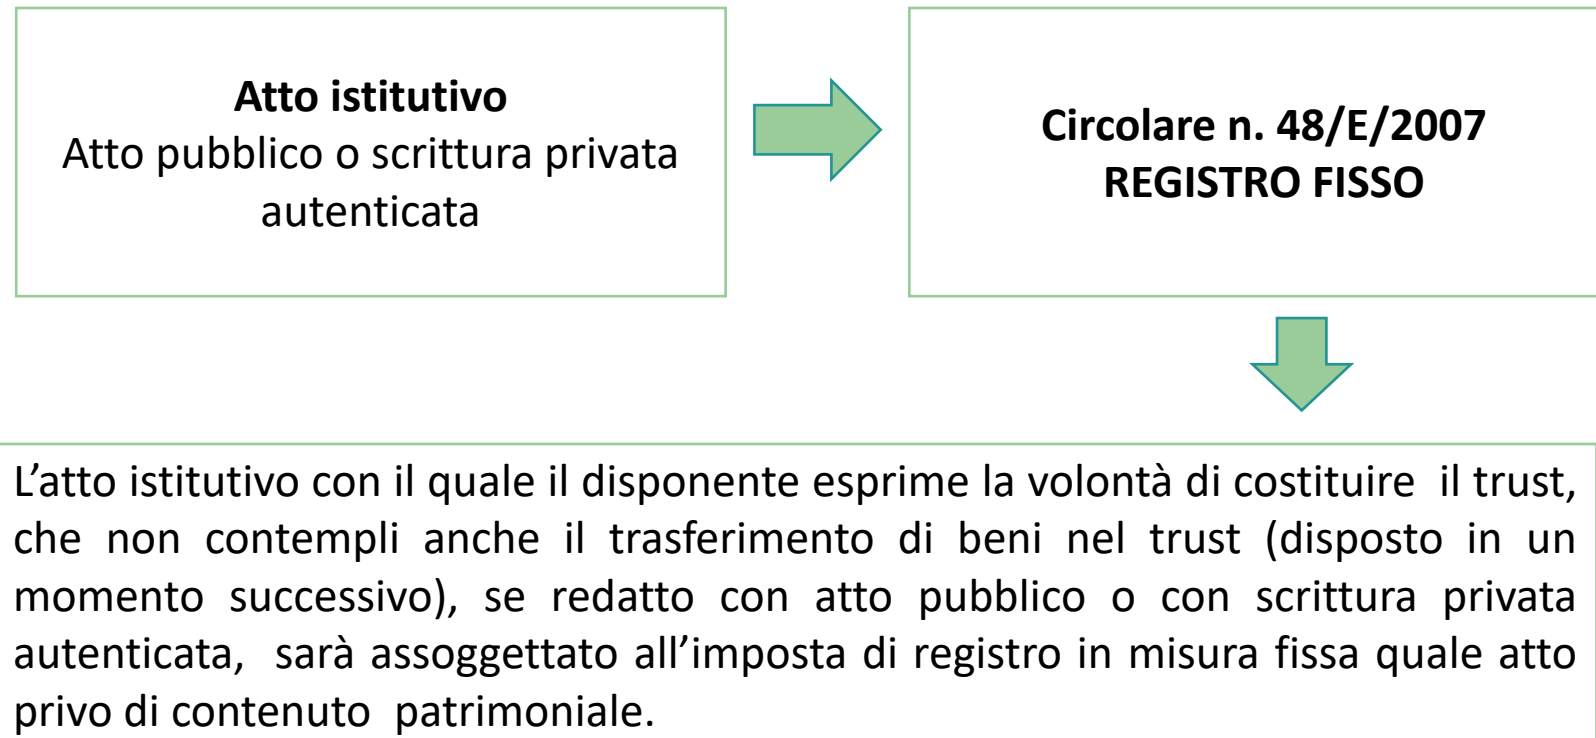 Atto istitutivo
Atto pubblico o scrittura privata
autenticata
Circolare n. 48/E/2007
REGISTRO FISSO
L’atto istitutivo con il quale il disponente esprime la volontà di costituire il trust,
che non contempli anche il trasferimento di beni nel trust (disposto in un
momento successivo), se redatto con atto pubblico o con scrittura privata
autenticata, sarà assoggettato all’imposta di registro in misura fissa quale atto
privo di contenuto patrimoniale.